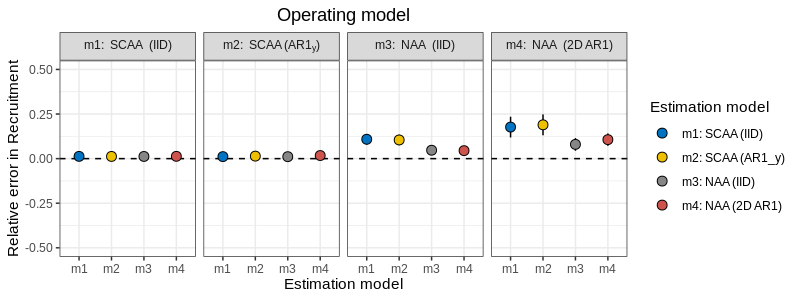 Operating model
m1: SCAA (IID) m2: SCAA (AR1y) m3: NAA (IID) m4: NAA (2D AR1)
Relative error in Recruitment
0.50
0.25
0.00
-0.25
-0.50
m1 m2 m3 m4 m1 m2 m3 m4 m1 m2 m3 m4 m1 m2 m3 m4
Estimation model
Estimation model
m1: SCAA (IID)
m2: SCAA (AR1_y)
m3: NAA (IID)
m4: NAA (2D AR1)